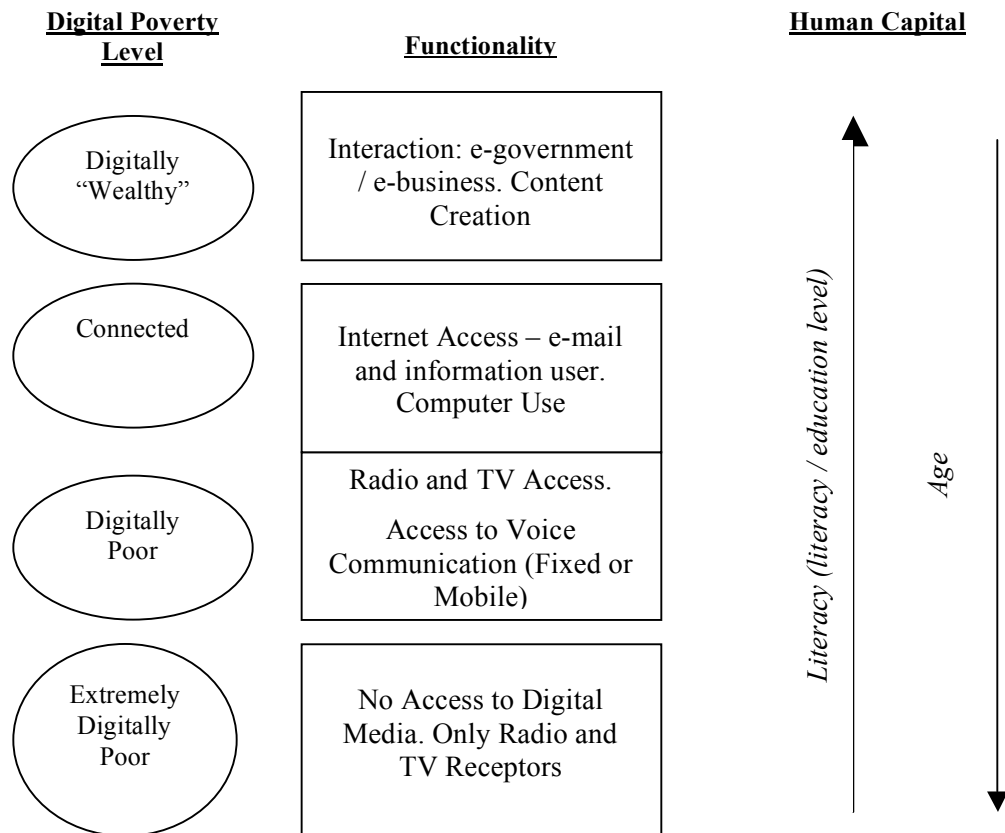 Digital Poverty
Level
Functionality
Human Capital
Digitally
“Wealthy”
Interaction: e-government
/ e-business. Content
Creation
Connected
Internet Access – e-mail
and information user.
Computer Use
Digitally
Poor
Radio and TV Access.
Access to Voice
Communication (Fixed or
Mobile)
Extremely
Digitally
Poor
No Access to Digital
Media. Only Radio and
TV Receptors
Literacy (literacy / education level)
Age